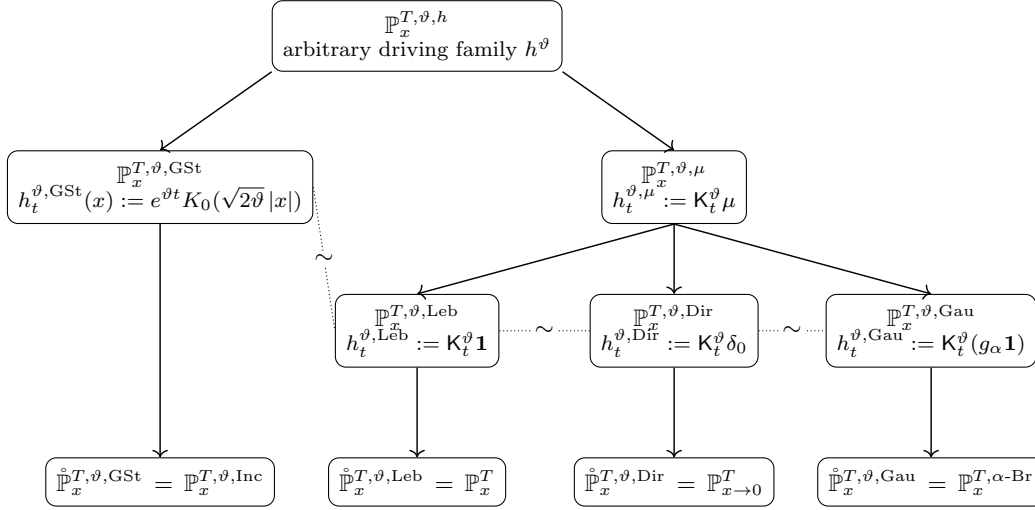 ℙ_x^{T,ϑ,h}
arbitrary driving family h^ϑ
ℙ_x^{T,ϑ,GSt}
h_t^{ϑ,GSt}(x) := e^{ϑt} K_0(√2ϑ |x|)
ℙ_x^{T,ϑ,μ}
h_t^{ϑ,μ} := K_t^ϑ μ
∼
ℙ_x^{T,ϑ,Leb}
h_t^{ϑ,Leb} := K_t^ϑ 𝟏
∼
ℙ_x^{T,ϑ,Dir}
h_t^{ϑ,Dir} := K_t^ϑ δ_0
∼
ℙ_x^{T,ϑ,Gau}
h_t^{ϑ,Gau} := K_t^ϑ (g_α 𝟏)
ℙ̊_x^{T,ϑ,GSt} = ℙ_x^{T,ϑ,Inc}
ℙ̊_x^{T,ϑ,Leb} = ℙ_x^T
ℙ̊_x^{T,ϑ,Dir} = ℙ_{x→0}^T
ℙ̊_x^{T,ϑ,Gau} = ℙ_x^{T,α-Br}